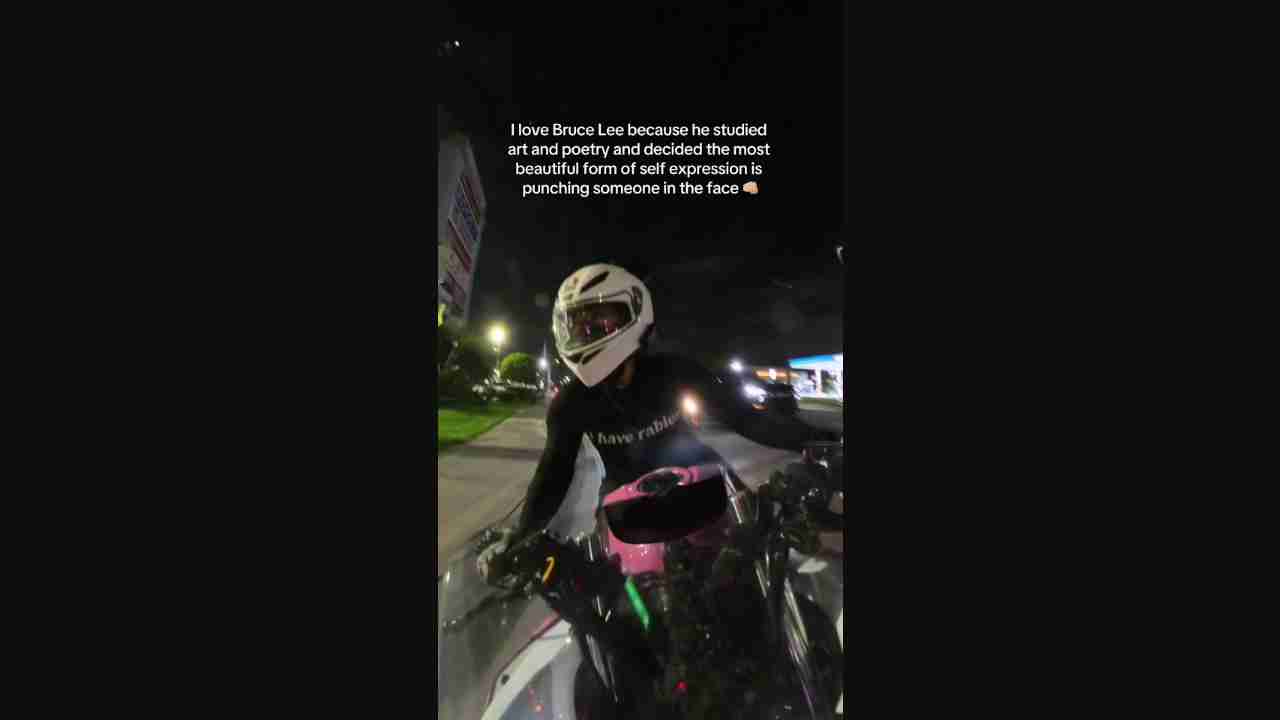 I love Bruce Lee because he studied
art and poetry and decided the most
beautiful form of self expression is
punching someone in the face 👊🏻
I have rabies